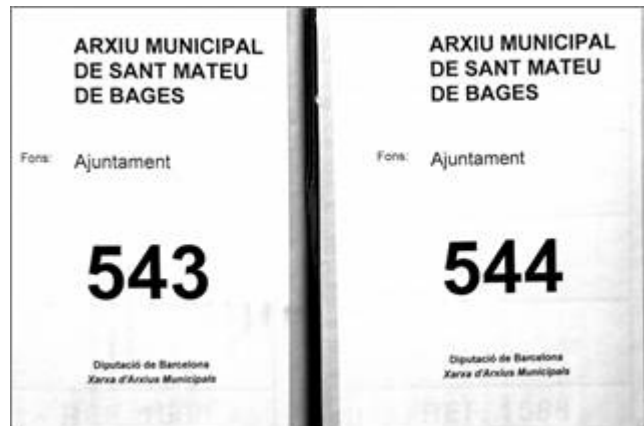 ARXIU MUNICIPAL
DE SANT MATEU
DE BAGES
Fons: Ajuntament
543
Diputació de Barcelona
Xarxa d'Arxius Municipals
ARXIU MUNICIPAL
DE SANT MATEU
DE BAGES
Fons: Ajuntament
544
Diputació de Barcelona
Xarxa d'Arxius Municipals